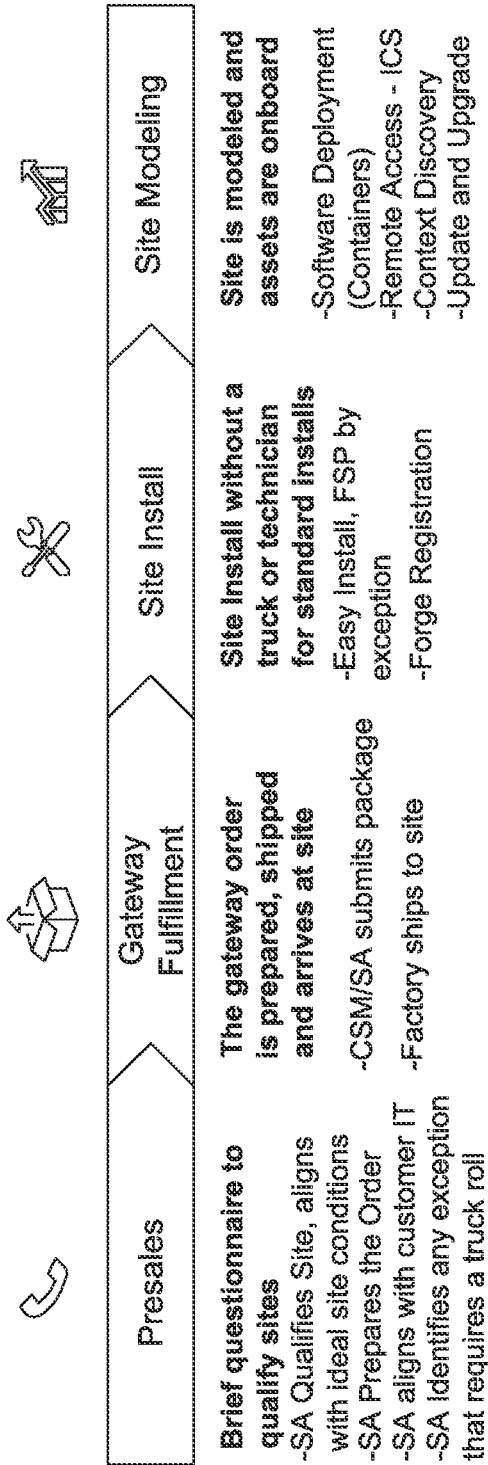 Presales
Brief questionnaire to
qualify sites
-SA Qualifies Site, aligns
with ideal site conditions
-SA Prepares the Order
-SA aligns with customer IT
-SA Identifies any exception
that requires a truck roll
Gateway
Fulfillment
The gateway order
is prepared, shipped
and arrives at site
-CSM/SA submits package
-Factory ships to site
Site Install
Site Install without a
truck or technician
for standard installs
-Easy Install, FSP by
exception
-Forge Registration
Site Modeling
Site is modeled and
assets are onboard
-Software Deployment
(Containers)
-Remote Access - ICS
-Context Discovery
-Update and Upgrade